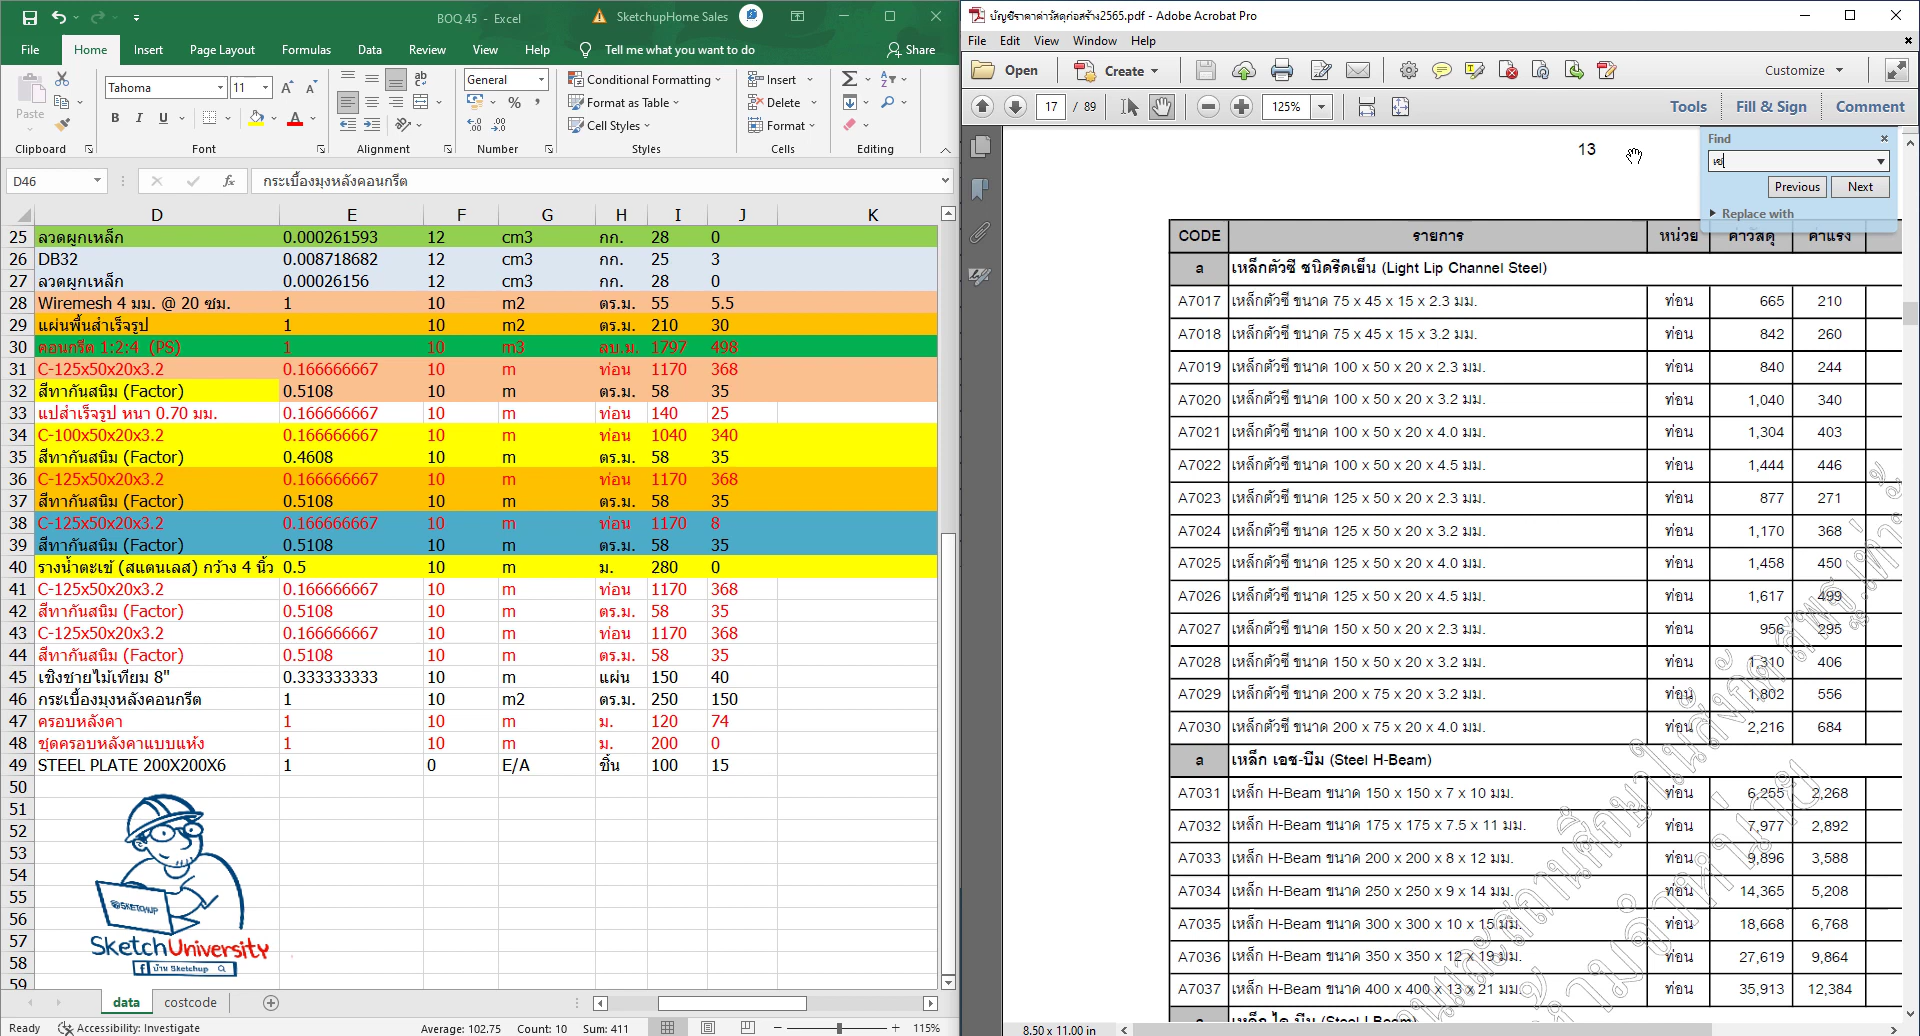 BOQ 45 - Excel
SketchupHome Sales
File Home Insert Page Layout Formulas Data Review View Help Tell me what you want to do Share
Paste
Clipboard
Tahoma 11
B I U
Font
Alignment
General
Number
Conditional Formatting
Format as Table
Cell Styles
Styles
Insert
Delete
Format
Cells
Editing
D46 fx กระเบื้องมุงหลังคอนกรีต
D E F G H I J K
25 ลวดผูกเหล็ก 0.000261593 12 cm3 กก. 28 0
26 DB32 0.008718682 12 cm3 กก. 25 3
27 ลวดผูกเหล็ก 0.00026156 12 cm3 กก. 28 0
28 Wiremesh 4 มม. @ 20 ซม. 1 10 m2 ตร.ม. 55 5.5
29 แผ่นพื้นสำเร็จรูป 1 10 m2 ตร.ม. 210 30
30 คอนกรีต 1:2:4 (PS) 1 10 m3 ลบ.ม. 1797 498
31 C-125x50x20x3.2 0.166666667 10 m ท่อน 1170 368
32 สีทากันสนิม (Factor) 0.5108 10 m ตร.ม. 58 35
33 แปสำเร็จรูป หนา 0.70 มม. 0.166666667 10 m ท่อน 140 25
34 C-100x50x20x3.2 0.166666667 10 m ท่อน 1040 340
35 สีทากันสนิม (Factor) 0.4608 10 m ตร.ม. 58 35
36 C-125x50x20x3.2 0.166666667 10 m ท่อน 1170 368
37 สีทากันสนิม (Factor) 0.5108 10 m ตร.ม. 58 35
38 C-125x50x20x3.2 0.166666667 10 m ท่อน 1170 8
39 สีทากันสนิม (Factor) 0.5108 10 m ตร.ม. 58 35
40 รางน้ำตะเข้ (สแตนเลส) กว้าง 4 นิ้ว 0.5 10 m ม. 280 0
41 C-125x50x20x3.2 0.166666667 10 m ท่อน 1170 368
42 สีทากันสนิม (Factor) 0.5108 10 m ตร.ม. 58 35
43 C-125x50x20x3.2 0.166666667 10 m ท่อน 1170 368
44 สีทากันสนิม (Factor) 0.5108 10 m ตร.ม. 58 35
45 เชิงชายไม้เทียม 8" 0.333333333 10 m แผ่น 150 40
46 กระเบื้องมุงหลังคอนกรีต 1 10 m2 ตร.ม. 250 150
47 ครอบหลังคา 1 10 m ม. 120 74
48 ชุดครอบหลังคาแบบแห้ง 1 10 m ม. 200 0
49 STEEL PLATE 200X200X6 1 0 E/A ชิ้น 100 15
50
51
52
53
54
55
56
57
58
59
SKETCHUP
SketchUniversity
f บ้าน Sketchup
data costcode
Ready Accessibility: Investigate Average: 102.75 Count: 10 Sum: 411 115%
บัญชีราคาค่าวัสดุก่อสร้าง2565.pdf - Adobe Acrobat Pro
File Edit View Window Help
Open Create Customize
17 / 89 125% Tools Fill & Sign Comment
Find
เซ
Previous Next
Replace with
13
CODE รายการ หน่วย ค่าวัสดุ ค่าแรง
a เหล็กตัวซี ชนิดรีดเย็น (Light Lip Channel Steel)
A7017 เหล็กตัวซี ขนาด 75 x 45 x 15 x 2.3 มม. ท่อน 665 210
A7018 เหล็กตัวซี ขนาด 75 x 45 x 15 x 3.2 มม. ท่อน 842 260
A7019 เหล็กตัวซี ขนาด 100 x 50 x 20 x 2.3 มม. ท่อน 840 244
A7020 เหล็กตัวซี ขนาด 100 x 50 x 20 x 3.2 มม. ท่อน 1,040 340
A7021 เหล็กตัวซี ขนาด 100 x 50 x 20 x 4.0 มม. ท่อน 1,304 403
A7022 เหล็กตัวซี ขนาด 100 x 50 x 20 x 4.5 มม. ท่อน 1,444 446
A7023 เหล็กตัวซี ขนาด 125 x 50 x 20 x 2.3 มม. ท่อน 877 271
A7024 เหล็กตัวซี ขนาด 125 x 50 x 20 x 3.2 มม. ท่อน 1,170 368
A7025 เหล็กตัวซี ขนาด 125 x 50 x 20 x 4.0 มม. ท่อน 1,458 450
A7026 เหล็กตัวซี ขนาด 125 x 50 x 20 x 4.5 มม. ท่อน 1,617 499
A7027 เหล็กตัวซี ขนาด 150 x 50 x 20 x 2.3 มม. ท่อน 956 295
A7028 เหล็กตัวซี ขนาด 150 x 50 x 20 x 3.2 มม. ท่อน 1,310 406
A7029 เหล็กตัวซี ขนาด 200 x 75 x 20 x 3.2 มม. ท่อน 1,802 556
A7030 เหล็กตัวซี ขนาด 200 x 75 x 20 x 4.0 มม. ท่อน 2,216 684
a เหล็ก เอช-บีม (Steel H-Beam)
A7031 เหล็ก H-Beam ขนาด 150 x 150 x 7 x 10 มม. ท่อน 6,255 2,268
A7032 เหล็ก H-Beam ขนาด 175 x 175 x 7.5 x 11 มม. ท่อน 7,977 2,892
A7033 เหล็ก H-Beam ขนาด 200 x 200 x 8 x 12 มม. ท่อน 9,896 3,588
A7034 เหล็ก H-Beam ขนาด 250 x 250 x 9 x 14 มม. ท่อน 14,365 5,208
A7035 เหล็ก H-Beam ขนาด 300 x 300 x 10 x 15 มม. ท่อน 18,668 6,768
A7036 เหล็ก H-Beam ขนาด 350 x 350 x 12 x 19 มม. ท่อน 27,619 9,864
A7037 เหล็ก H-Beam ขนาด 400 x 400 x 13 x 21 มม. ท่อน 35,913 12,384
a เหล็ก ไอ-บีม (Steel I-Beam)
8.50 x 11.00 in